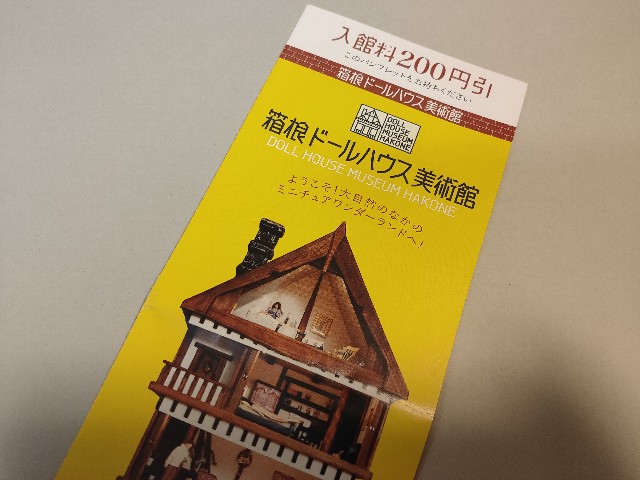 入館料200円引
このパンフレットをお持ちください
箱根ドールハウス美術館
DOLL
HOUSE
MUSEUM
HAKONE
箱根ドールハウス美術館
DOLL HOUSE MUSEUM HAKONE
ようこそ!大自然のなかの
ミニチュアワンダーランドへ!